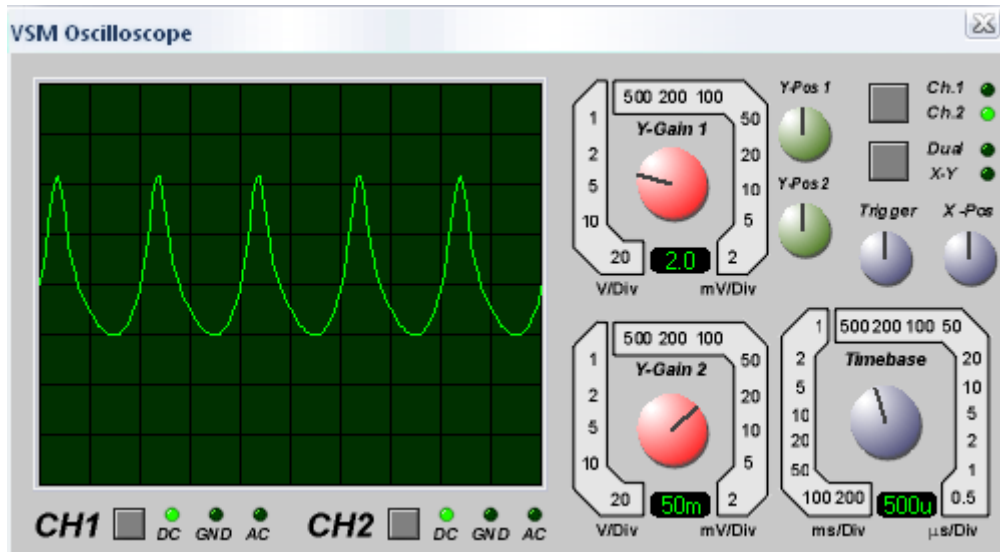 VSM Oscilloscope
500 200 100
1
2
5
10
20
Y-Gain 1
50
20
10
5
2
2.0
V/Div mV/Div
Y-Pos 1
Y-Pos 2
Ch.1
Ch.2
Dual
X-Y
Trigger X -Pos
500 200 100
1
2
5
10
20
Y-Gain 2
50
20
10
5
2
50m
V/Div mV/Div
1 500 200 100 50
2
5
10
20
50
100 200
Timebase
20
10
5
2
1
0.5
500u
ms/Div µs/Div
CH1 DC GND AC CH2 DC GND AC